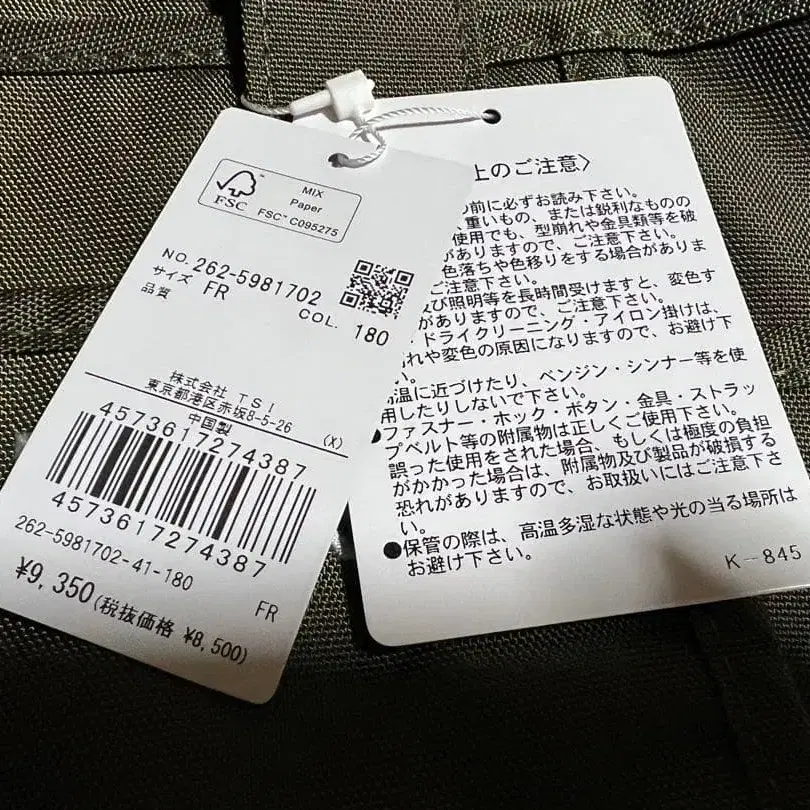 FSC™
MIX
Paper
FSC™ C095275
NO. 262-5981702
サイズ FR
品質
COL. 180
株式会社 TSI
東京都港区赤坂8-5-26
中国製 (X)
4573617274387
4573617274387
262-5981702-41-180
¥9,350(税抜価格 ¥8,500)
FR
上のご注意〉
の前に必ずお読み下さい。
重いもの、または鋭利なものの
使用でも、型崩れや金具類等を破
がありますので、ご注意下さい。
色落ちや色移りをする場合がありま
ご注意下さい。
及び照明等を長時間受けますと、変色す
がありますので、ご注意下さい。
・ドライクリーニング・アイロン掛けは、
れや変色の原因になりますので、お避け下
い。
温に近づけたり、ベンジン・シンナー等を使
用したりしないで下さい。
ファスナー・ホック・ボタン・金具・ストラッ
プベルト等の附属物は正しくご使用下さい。
誤った使用をされた場合、もしくは極度の負担
がかかった場合は、附属物及び製品が破損する
恐れがありますので、お取扱いにはご注意下さ
い。
●保管の際は、高温多湿な状態や光の当る場所は
お避け下さい。
K-845